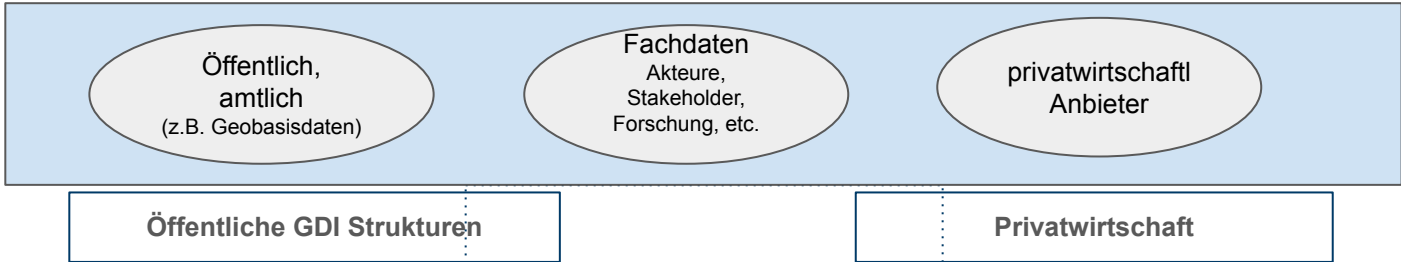 Öffentlich,
amtlich
(z.B. Geobasisdaten)
Fachdaten
Akteure,
Stakeholder,
Forschung, etc.
privatwirtschaftl
Anbieter
Öffentliche GDI Strukturen
Privatwirtschaft